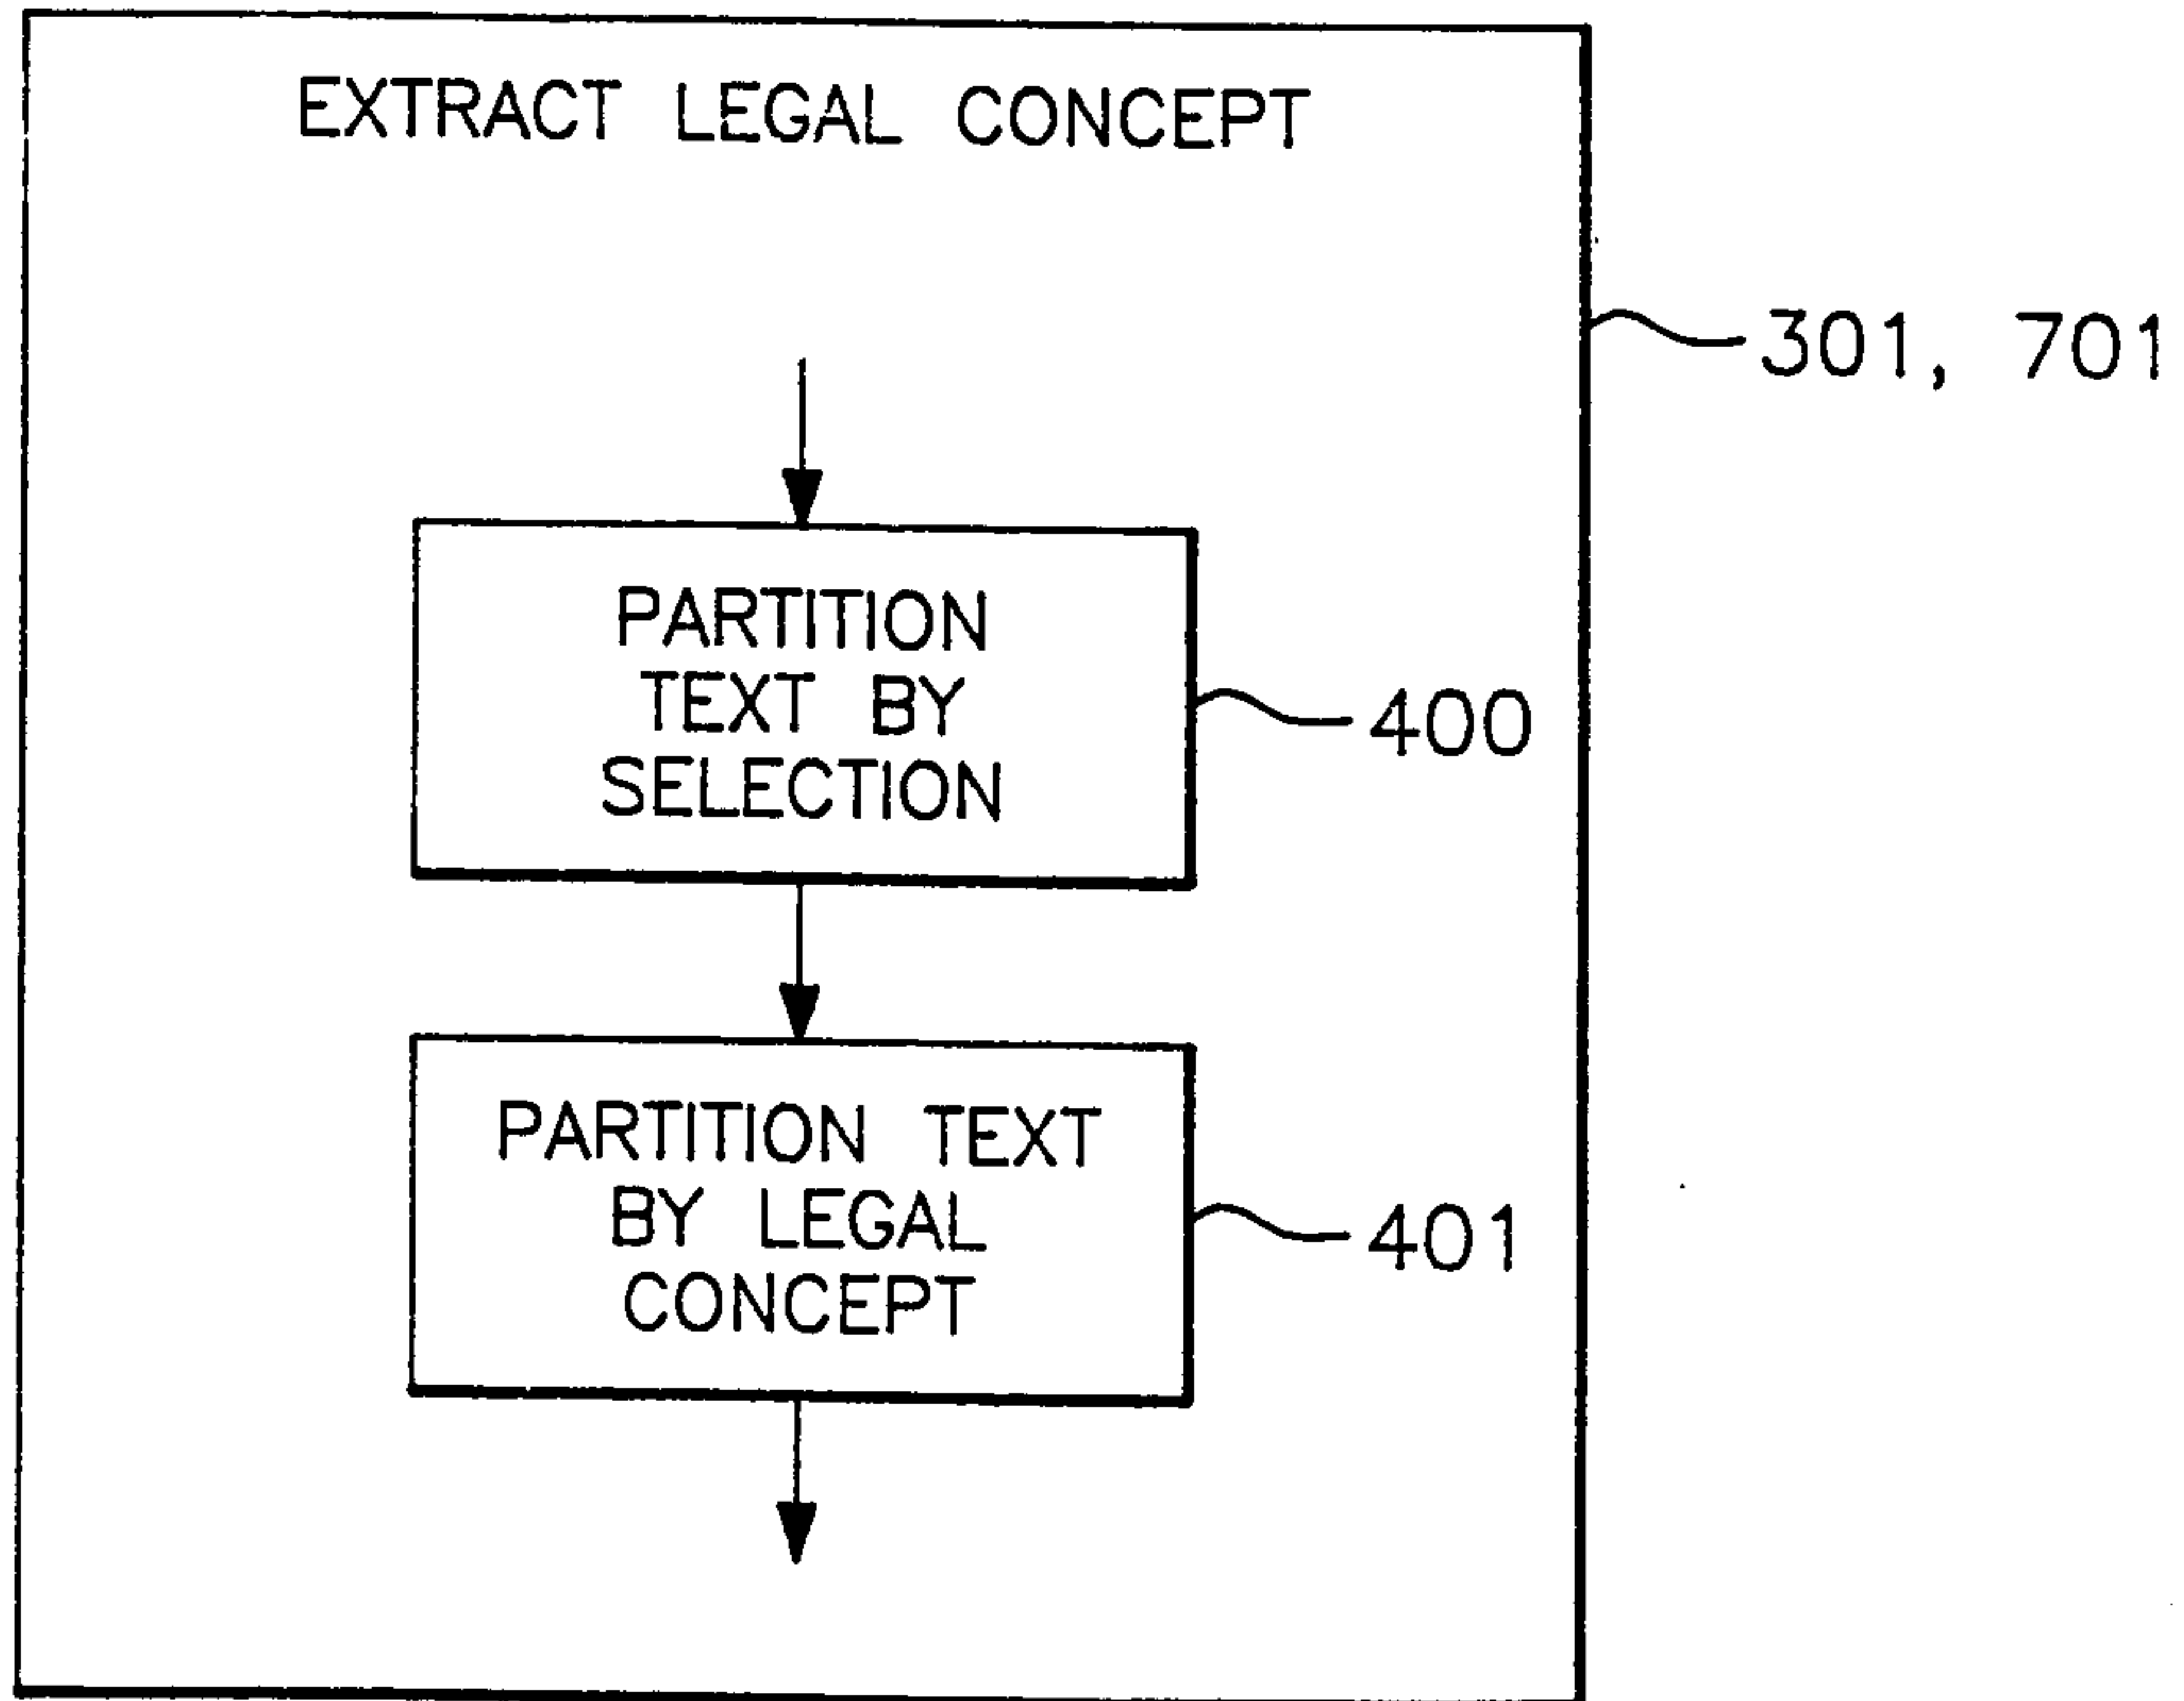 EXTRACT LEGAL CONCEPT
301, 701
PARTITION
TEXT BY
SELECTION
400
PARTITION TEXT
BY LEGAL
CONCEPT
401